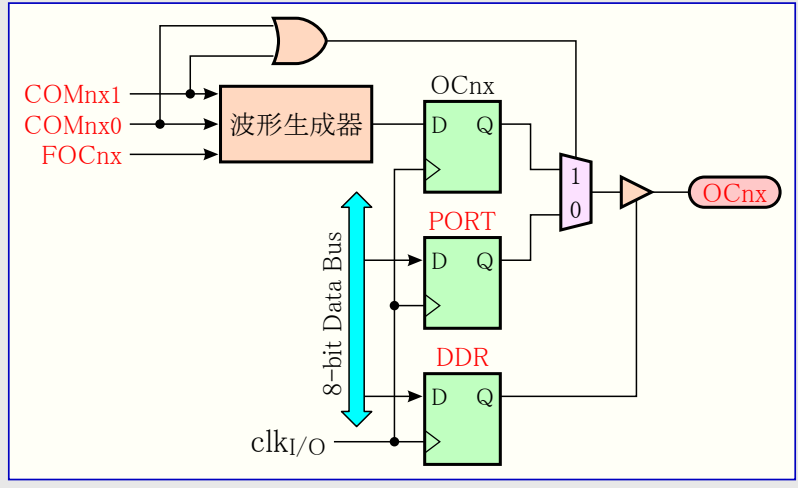 OCnx
COMnx1
COMnx0
FOCnx
波形生成器
D Q
1
0
OCnx
PORT
D Q
8-bit Data Bus
DDR
D Q
clkI/O